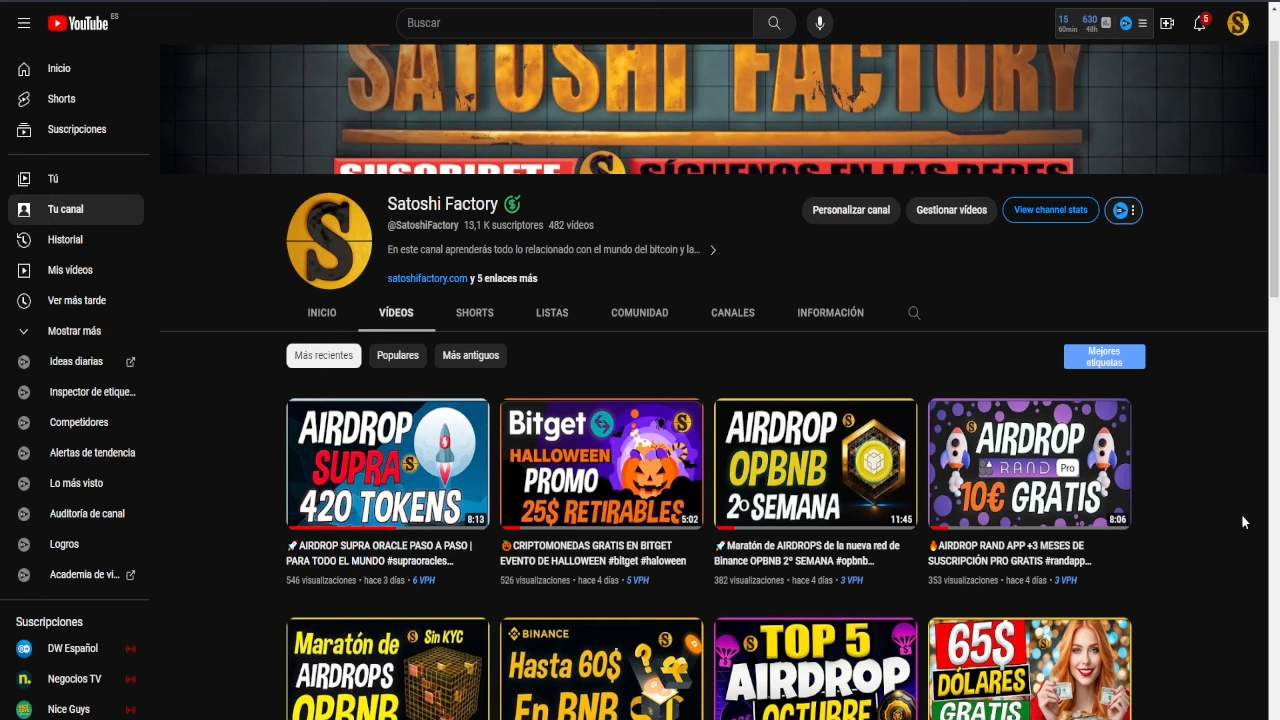 YouTube ES
Buscar
15 630
60min 48h
5
Inicio
Shorts
Suscripciones
Tú
Tu canal
Historial
Mis vídeos
Ver más tarde
Mostrar más
Ideas diarias
Inspector de etique...
Competidores
Alertas de tendencia
Lo más visto
Auditoría de canal
Logros
Academia de vi...
Suscripciones
DW Español
Negocios TV
Nice Guys
SATOSHI FACTORY
SUSCRIBETE S SÍGUENOS EN LAS REDES
Satoshi Factory
@SatoshiFactory 13,1 K suscriptores 482 vídeos
En este canal aprenderás todo lo relacionado con el mundo del bitcoin y la...
satoshifactory.com y 5 enlaces más
Personalizar canal
Gestionar vídeos
View channel stats
INICIO VÍDEOS SHORTS LISTAS COMUNIDAD CANALES INFORMACIÓN
Más recientes Populares Más antiguos
Mejores
etiquetas
AIRDROP
SUPRA
420 TOKENS
8:13
🚀AIRDROP SUPRA ORACLE PASO A PASO |
PARA TODO EL MUNDO #supraoracles...
546 visualizaciones • hace 3 días • 6 VPH
Bitget
HALLOWEEN
PROMO
25$ RETIRABLES
5:02
🎃CRIPTOMONEDAS GRATIS EN BITGET
EVENTO DE HALLOWEEN #bitget #haloween
526 visualizaciones • hace 4 días • 5 VPH
AIRDROP
OPBNB
2º SEMANA
11:45
🚀Maratón de AIRDROPS de la nueva red de
Binance OPBNB 2º SEMANA #opbnb...
382 visualizaciones • hace 4 días • 3 VPH
AIRDROP
RAND Pro
10€ GRATIS
8:06
🔥AIRDROP RAND APP +3 MESES DE
SUSCRIPCIÓN PRO GRATIS #randapp...
353 visualizaciones • hace 4 días • 3 VPH
Maratón de Sin KYC
AIRDROPS
OPBNB
BINANCE
Hasta 60$
En BNB
TOP 5
AIRDROP
OCTUBRE
65$
DÓLARES
GRATIS